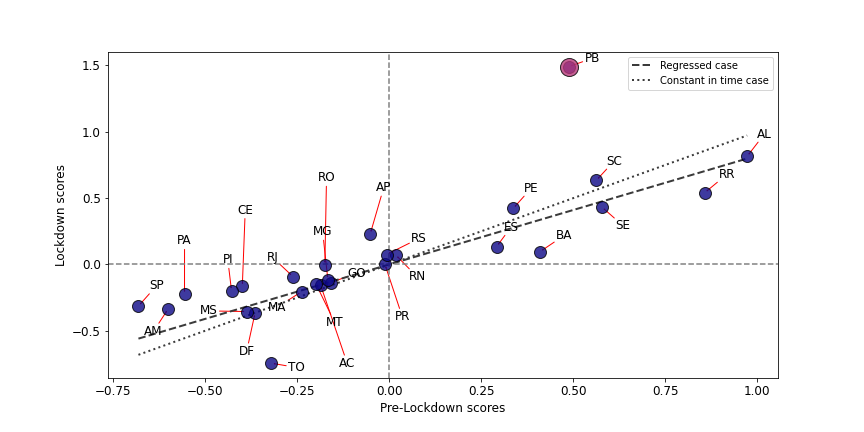 1.5
1.0
0.5
0.0
−0.5
Lockdown scores
PB
Regressed case
Constant in time case
AL
SC
RR
RO
AP
PE
CE
MG
ES
SE
PA
RS
BA
PI
RJ
GO
RN
SP
MS
MA
AM
MT
PR
DF
TO
AC
−0.75
−0.50
−0.25
0.00
0.25
0.50
0.75
1.00
Pre-Lockdown scores